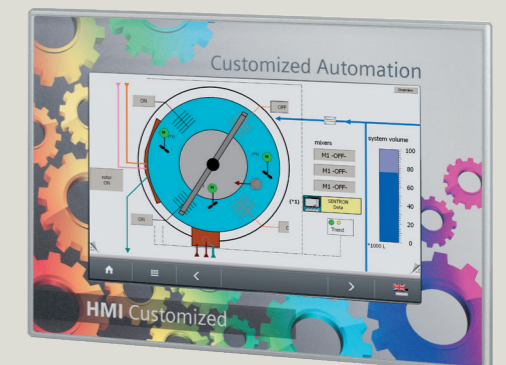 Customized Automation
Overview
ON
OFF
mixers
system volume
M1 -OFF-
M1 -OFF-
M1 -OFF-
100
80
60
40
20
0
rotor
ON
(*1)
SENTRON
Data
ON
Trend
*1000 L
HMI Customized